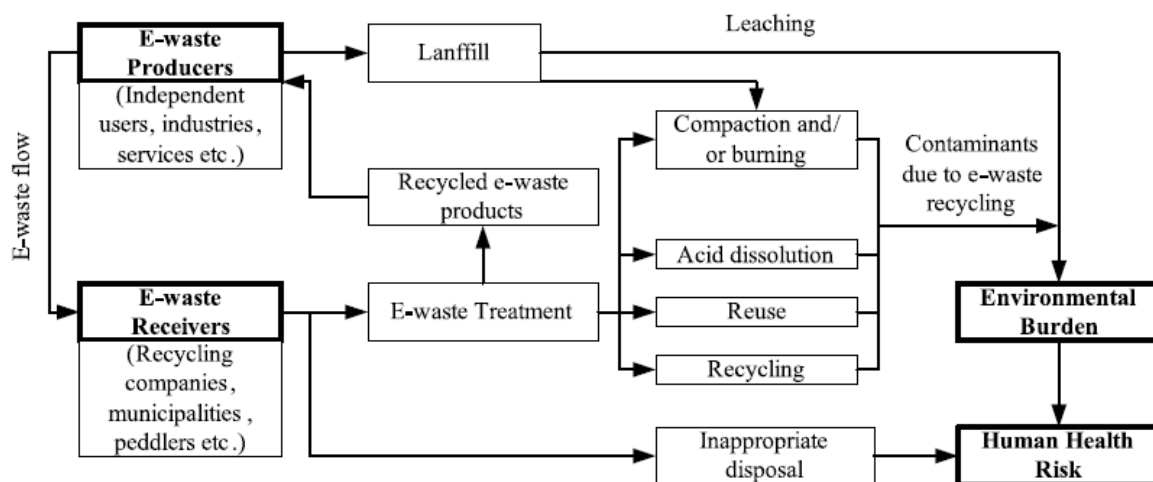 E-waste
Producers
(Independent
users, industries,
services etc.)
Lanffill
Leaching
Compaction and/
or burning
Contaminants
due to e-waste
recycling
Recycled e-waste
products
E-waste flow
Acid dissolution
E-waste
Receivers
(Recycling
companies,
municipalities ,
peddlers etc.)
E-waste Treatment
Reuse
Recycling
Environmental
Burden
Inappropriate
disposal
Human Health
Risk